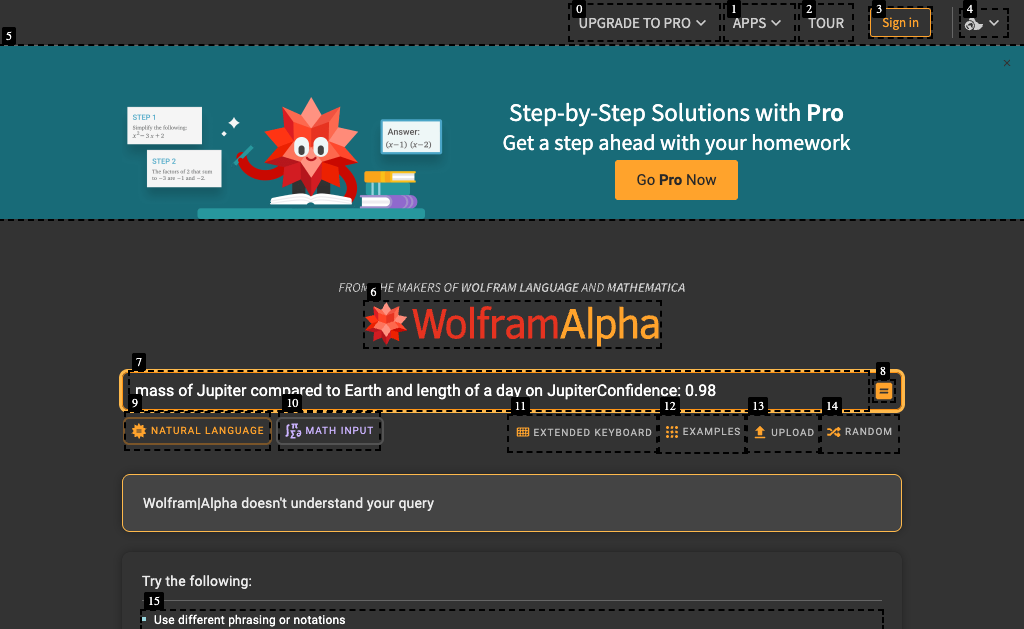 0
UPGRADE TO PRO
1
APPS
2
TOUR
3
Sign in
4
5
×
STEP 1
Simplify the following:
x² − 3 x + 2
STEP 2
The factors of 2 that sum
to −3 are −1 and −2.
Answer:
(x−1) (x−2)
Step-by-Step Solutions with Pro
Get a step ahead with your homework
Go Pro Now
FROM THE MAKERS OF WOLFRAM LANGUAGE AND MATHEMATICA
6
WolframAlpha
7
mass of Jupiter compared to Earth and length of a day on JupiterConfidence: 0.98
8
=
9
NATURAL LANGUAGE
10
MATH INPUT
11
EXTENDED KEYBOARD
12
EXAMPLES
13
UPLOAD
14
RANDOM
Wolfram|Alpha doesn't understand your query
Try the following:
15
Use different phrasing or notations